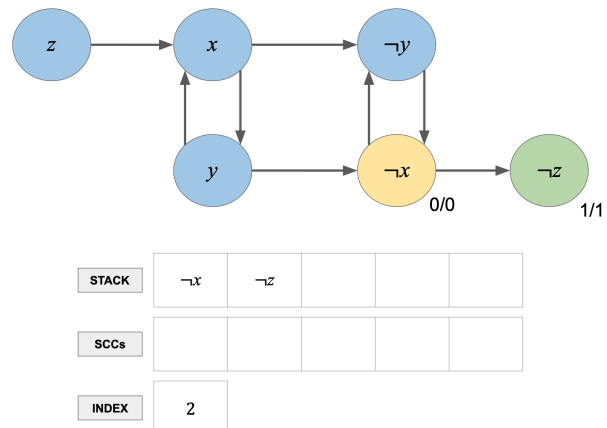 z x ¬y
y ¬x ¬z
0/0 1/1
STACK ¬x ¬z
SCCs
INDEX 2